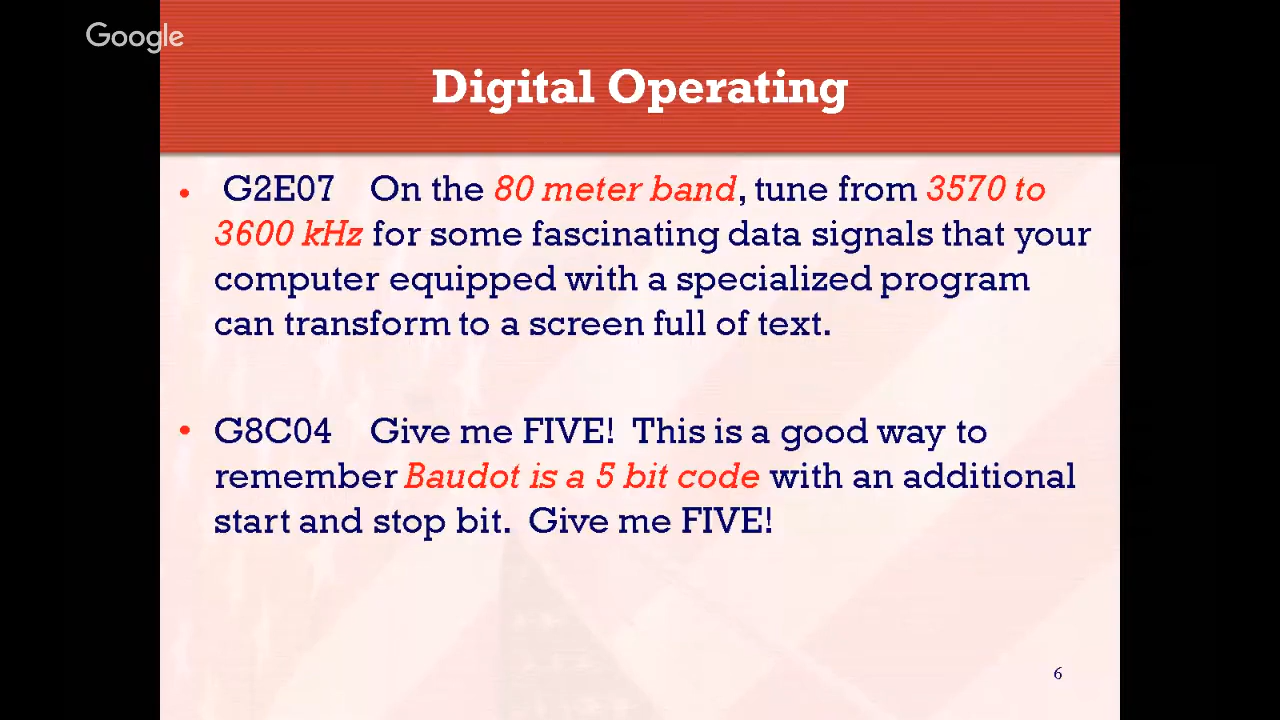 Google
Digital Operating
• G2E07 On the 80 meter band, tune from 3570 to
3600 kHz for some fascinating data signals that your
computer equipped with a specialized program
can transform to a screen full of text.
• G8C04 Give me FIVE! This is a good way to
remember Baudot is a 5 bit code with an additional
start and stop bit. Give me FIVE!
6